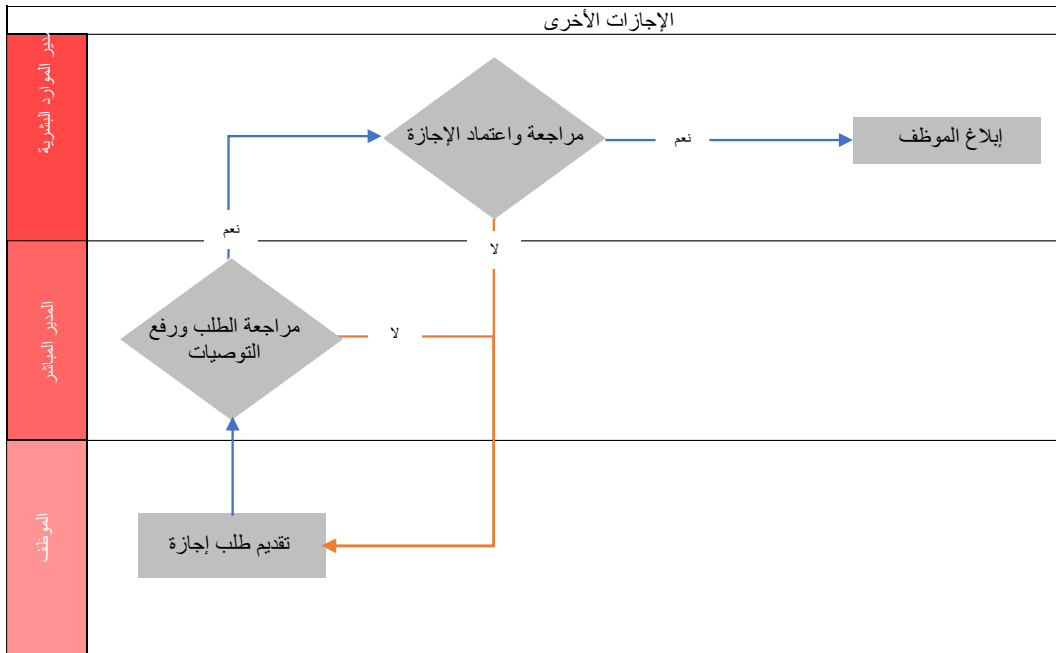 الإجازات الأخرى
مدير الموارد البشرية
مراجعة واعتماد الإجازة
نعم
إبلاغ الموظف
نعم
لا
المدير المباشر
مراجعة الطلب ورفع
التوصيات
لا
الموظف
تقديم طلب إجازة